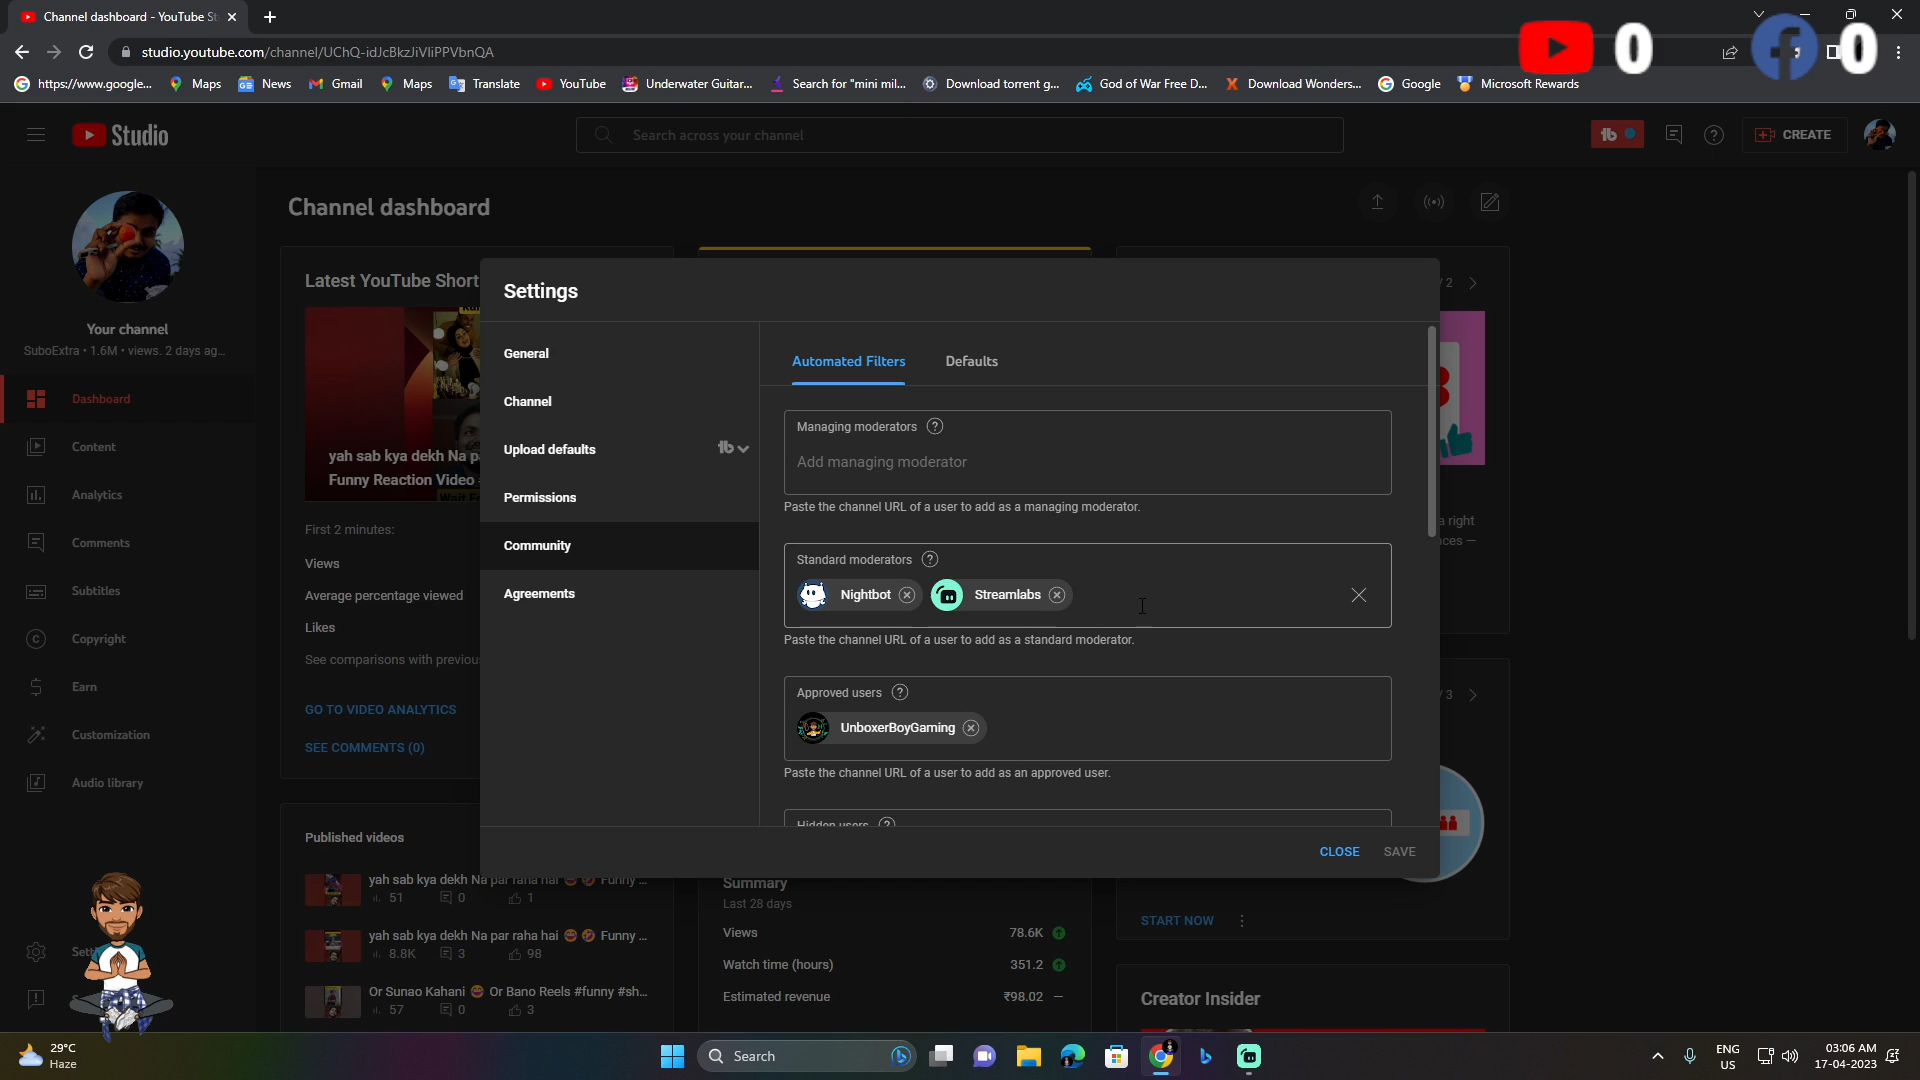 Channel dashboard - YouTube St
studio.youtube.com/channel/UChQ-idJcBkzJiVliPPVbnQA
0
0
https://www.google... Maps News Gmail Maps Translate YouTube Underwater Guitar... Search for "mini mil... Download torrent g... God of War Free D... Download Wonders... Google Microsoft Rewards
Studio
Search across your channel
CREATE
Channel dashboard
Your channel
SuboExtra • 1.6M • views. 2 days ag...
Dashboard
Content
Analytics
Comments
Subtitles
Copyright
Earn
Customization
Audio library
Latest YouTube Short
yah sab kya dekh Na p
Funny Reaction Video
First 2 minutes:
Views
Average percentage viewed
Likes
See comparisons with previou
GO TO VIDEO ANALYTICS
SEE COMMENTS (0)
Settings
General
Channel
Upload defaults
Permissions
Community
Agreements
Automated Filters
Defaults
Managing moderators
Add managing moderator
Paste the channel URL of a user to add as a managing moderator.
Standard moderators
Nightbot
Streamlabs
Paste the channel URL of a user to add as a standard moderator.
Approved users
UnboxerBoyGaming
Paste the channel URL of a user to add as an approved user.
Hidden users
CLOSE
SAVE
/ 2
a right
ces —
/ 3
START NOW
Creator Insider
Published videos
yah sab kya dekh Na par raha hai 😂 🤣 Funny ...
51 0 1
yah sab kya dekh Na par raha hai 😂 🤣 Funny ...
8.8K 3 98
Or Sunao Kahani 😂 Or Bano Reels #funny #sh...
57 0 3
Summary
Last 28 days
Views 78.6K
Watch time (hours) 351.2
Estimated revenue ₹98.02 —
29°C
Haze
Search
ENG
US
03:06 AM
17-04-2023